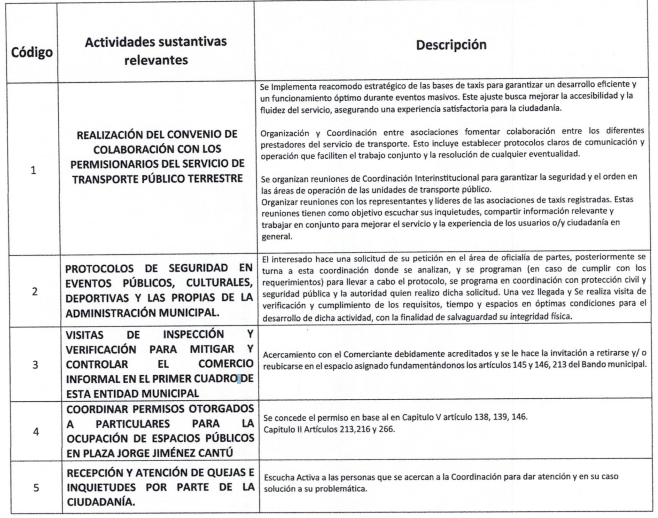 Código
Actividades sustantivas
relevantes
Descripción
1
REALIZACIÓN DEL CONVENIO DE
COLABORACIÓN CON LOS
PERMISIONARIOS DEL SERVICIO DE
TRANSPORTE PÚBLICO TERRESTRE
Se Implementa reacomodo estratégico de las bases de taxis para garantizar un desarrollo eficiente y
un funcionamiento óptimo durante eventos masivos. Este ajuste busca mejorar la accesibilidad y la
fluidez del servicio, asegurando una experiencia satisfactoria para la ciudadanía.
Organización y Coordinación entre asociaciones fomentar colaboración entre los diferentes
prestadores del servicio de transporte. Esto incluye establecer protocolos claros de comunicación y
operación que faciliten el trabajo conjunto y la resolución de cualquier eventualidad.
Se organizan reuniones de Coordinación Interinstitucional para garantizar la seguridad y el orden en
las áreas de operación de las unidades de transporte público.
Organizar reuniones con los representantes y líderes de las asociaciones de taxis registradas. Estas
reuniones tienen como objetivo escuchar sus inquietudes, compartir información relevante y
trabajar en conjunto para mejorar el servicio y la experiencia de los usuarios o/y ciudadanía en
general.
2
PROTOCOLOS DE SEGURIDAD EN
EVENTOS PÚBLICOS, CULTURALES,
DEPORTIVAS Y LAS PROPIAS DE LA
ADMINISTRACIÓN MUNICIPAL.
El interesado hace una solicitud de su petición en el área de oficialía de partes, posteriormente se
turna a esta coordinación donde se analizan, y se programan (en caso de cumplir con los
requerimientos) para llevar a cabo el protocolo, se programa en coordinación con protección civil y
seguridad pública y la autoridad quien realizo dicha solicitud. Una vez llegada y Se realiza visita de
verificación y cumplimiento de los requisitos, tiempo y espacios en óptimas condiciones para el
desarrollo de dicha actividad, con la finalidad de salvaguardad su integridad física.
3
VISITAS DE INSPECCIÓN Y
VERIFICACIÓN PARA MITIGAR Y
CONTROLAR EL COMERCIO
INFORMAL EN EL PRIMER CUADRO DE
ESTA ENTIDAD MUNICIPAL
Acercamiento con el Comerciante debidamente acreditados y se le hace la invitación a retirarse y/ o
reubicarse en el espacio asignado fundamentándonos los artículos 145 y 146, 213 del Bando municipal.
4
COORDINAR PERMISOS OTORGADOS
A PARTICULARES PARA LA
OCUPACIÓN DE ESPACIOS PÚBLICOS
EN PLAZA JORGE JIMÉNEZ CANTÚ
Se concede el permiso en base al en Capitulo V artículo 138, 139, 146.
Capitulo II Artículos 213,216 y 266.
5
RECEPCIÓN Y ATENCIÓN DE QUEJAS E
INQUIETUDES POR PARTE DE LA
CIUDADANÍA.
Escucha Activa a las personas que se acercan a la Coordinación para dar atención y en su caso
solución a su problemática.